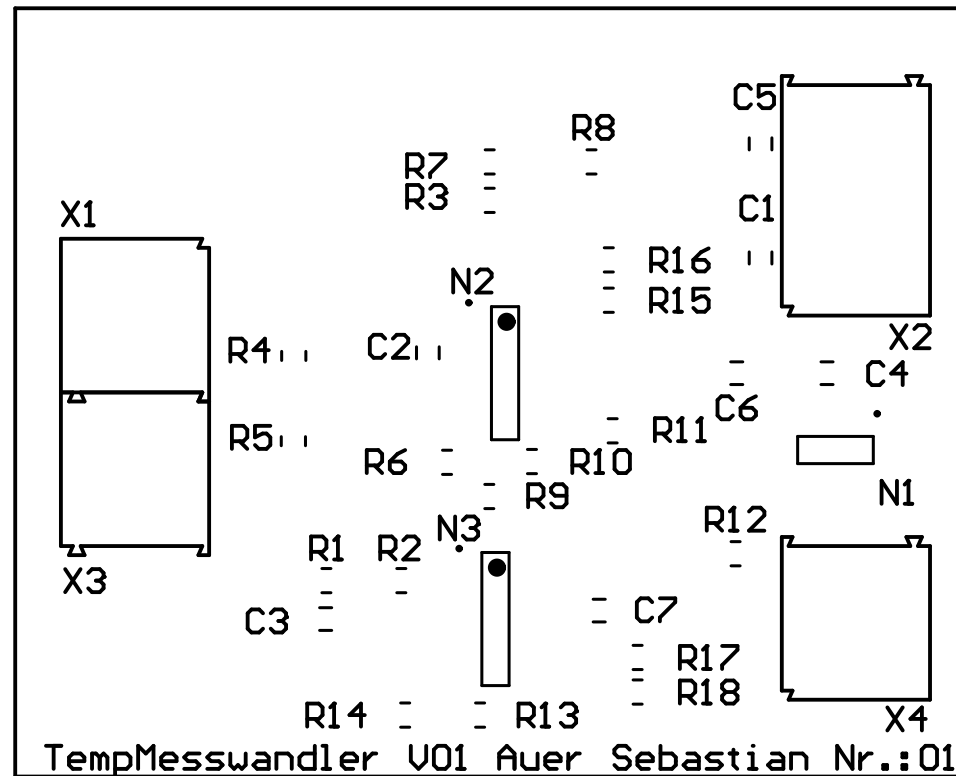 C5
R8
R7
R3
C1
X1
R16
N2
R15
X2
R4
C2
C4
C6
R5
R11
R6
R10
R9
N1
R12
N3
R1
R2
X3
C3
C7
R17
R18
R14
R13
X4
TempMesswandler V01 Auer Sebastian Nr.:01